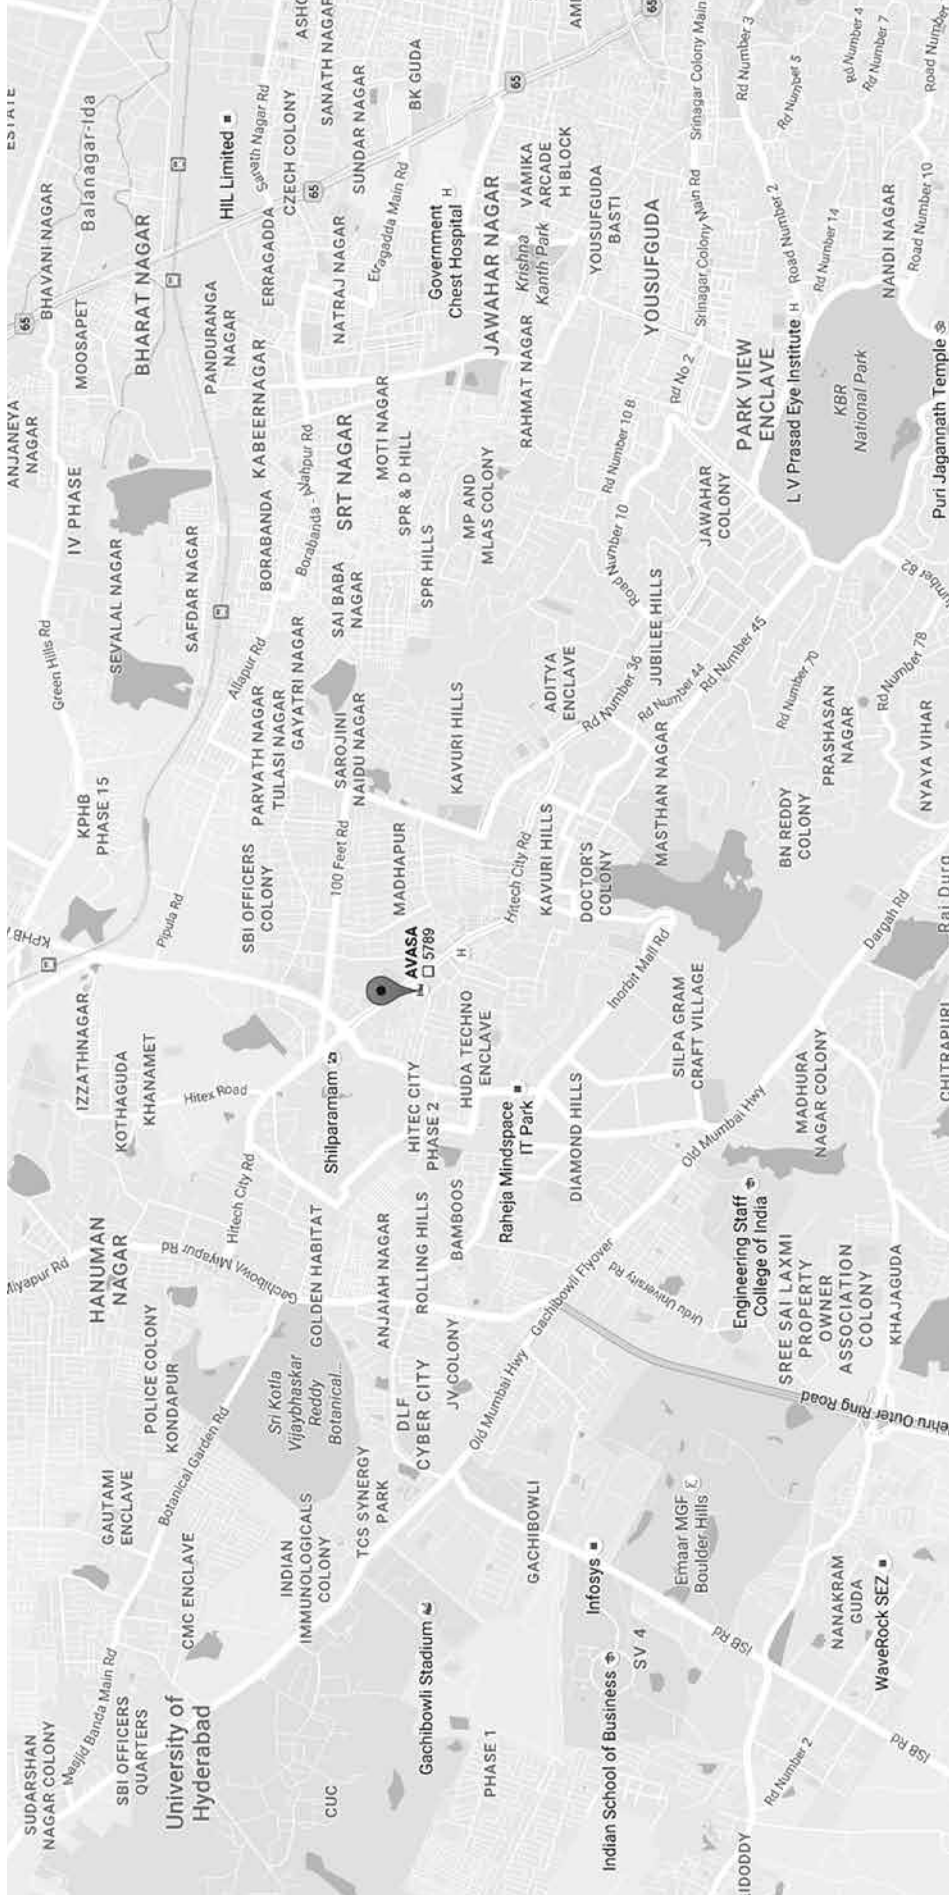 SUDARSHAN
NAGAR COLONY
Masjid Banda Main Rd
SBI OFFICERS
QUARTERS
University of
Hyderabad
CUC
GAUTAMI
ENCLAVE
CMC ENCLAVE
Botanical Garden Rd
INDIAN
IMMUNOLOGICALS
COLONY
TCS SYNERGY
PARK
Gachibowli Stadium
PHASE 1
Indian School of Business
SV 4
Infosys
GACHIBOWLI
Emaar MGF
Boulder Hills
ISB Rd
ISB Rd
Rd Number 2
NANAKRAM
GUDA
WaveRock SEZ
Miyapur Rd
HANUMAN
NAGAR
POLICE COLONY
KONDAPUR
Gachibowli Miyapur Rd
Hitech City Rd
Sri Kotla
Vijaybhaskar
Reddy
Botanical...
GOLDEN HABITAT
ANJAIAH NAGAR
DLF
CYBER CITY
ROLLING HILLS
JV COLONY
BAMBOOS
Old Mumbai Hwy
Gachibowli Flyover
Urdu University Rd
Engineering Staff
College of India
SREE SAI LAXMI
PROPERTY
OWNER
ASSOCIATION
COLONY
KHAJAGUDA
Nehru Outer Ring Road
IZZATHNAGAR
KOTHAGUDA
KHANAMET
Hitex Road
Shilparamam
HITEC CITY
PHASE 2
HUDA TECHNO
ENCLAVE
Raheja Mindspace
IT Park
DIAMOND HILLS
SILPA GRAM
CRAFT VILLAGE
Old Mumbai Hwy
MADHURA
NAGAR COLONY
CHITRAPURI
KPHB
Pipula Rd
KPHB
PHASE 15
SBI OFFICERS
COLONY
100 Feet Rd
MADHAPUR
AVASA
5789
H
Hitech City Rd
KAVURI HILLS
DOCTOR'S
COLONY
Inorbit Mall Rd
MASTHAN NAGAR
BN REDDY
COLONY
Dargah Rd
Rai Durg
Green Hills Rd
SEVALAL NAGAR
SAFDAR NAGAR
Allapur Rd
PARVATH NAGAR
TULASI NAGAR
GAYATRI NAGAR
SAROJINI
NAIDU NAGAR
SAI BABA
NAGAR
KAVURI HILLS
ADITYA
ENCLAVE
Rd Number 36
JUBILEE HILLS
Rd Number 44
Rd Number 45
Rd Number 70
PRASHASAN
NAGAR
Rd Number 78
NYAYA VIHAR
ANJANEYA
NAGAR
IV PHASE
BORABANDA
KABEERNAGAR
SRT NAGAR
MOTI NAGAR
SPR & D HILL
SPR HILLS
MP AND
MLAS COLONY
RAHMAT NAGAR
Rd Number 10 B
Road Number 10
Rd No 2
JAWAHAR
COLONY
PARK VIEW
ENCLAVE
L V Prasad Eye Institute
H
KBR
National Park
Puri Jagannath Temple
65
BHAVANI NAGAR
MOOSAPET
Balanagar-Ida
BHARAT NAGAR
PANDURANGA
NAGAR
HIL Limited
Sanath Nagar Rd
ERRAGADDA
CZECH COLONY
65
NATRAJ NAGAR
SUNDAR NAGAR
SANATH NAGAR
Erragadda Main Rd
BK GUDA
Government
Chest Hospital
H
JAWAHAR NAGAR
Krishna
Kanth Park
VAMIKA
ARCADE
H BLOCK
YOUSUFGUDA
BASTI
YOUSUFGUDA
65
65
Srinagar Colony Main Rd
Srinagar Colony Main
Rd Number 3
Rd Number 5
Rd Number 4
Rd Number 7
Road Number 2
Rd Number 14
NANDI NAGAR
Road Number 10